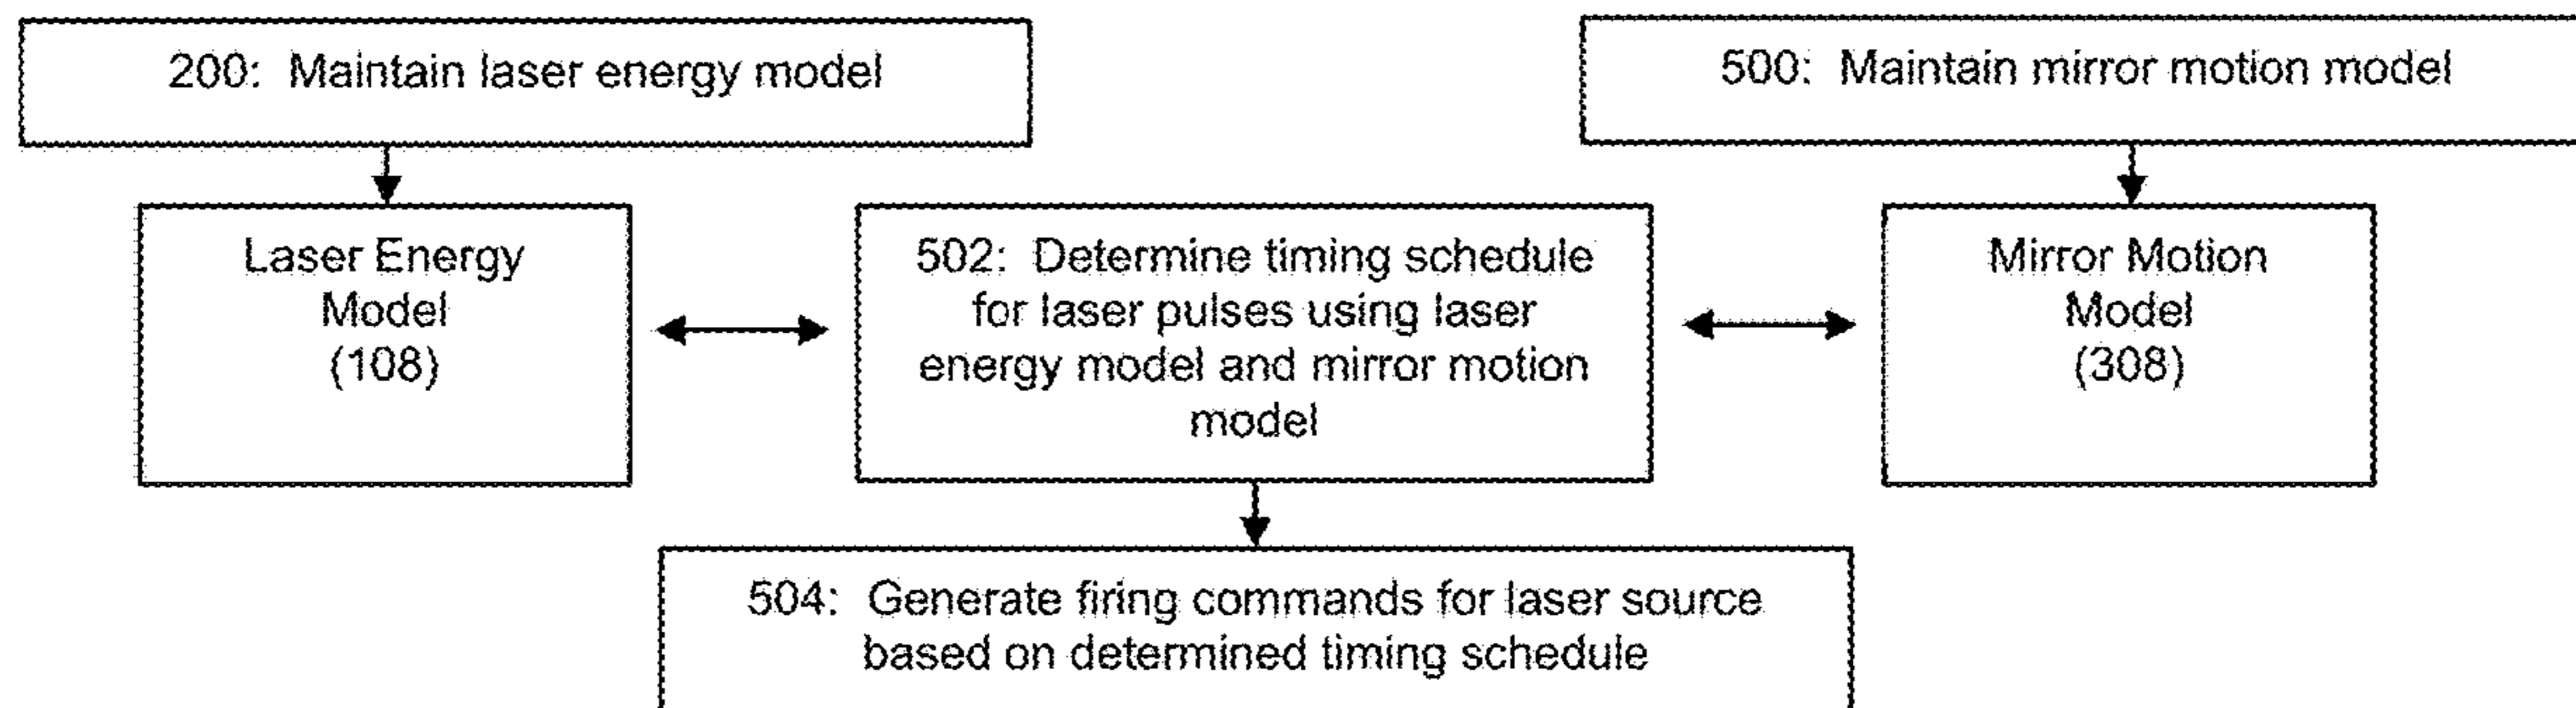 200: Maintain laser energy model
500: Maintain mirror motion model
Laser Energy
Model
(108)
502: Determine timing schedule
for laser pulses using laser
energy model and mirror motion
model
Mirror Motion
Model
(308)
504: Generate firing commands for laser source
based on determined timing schedule